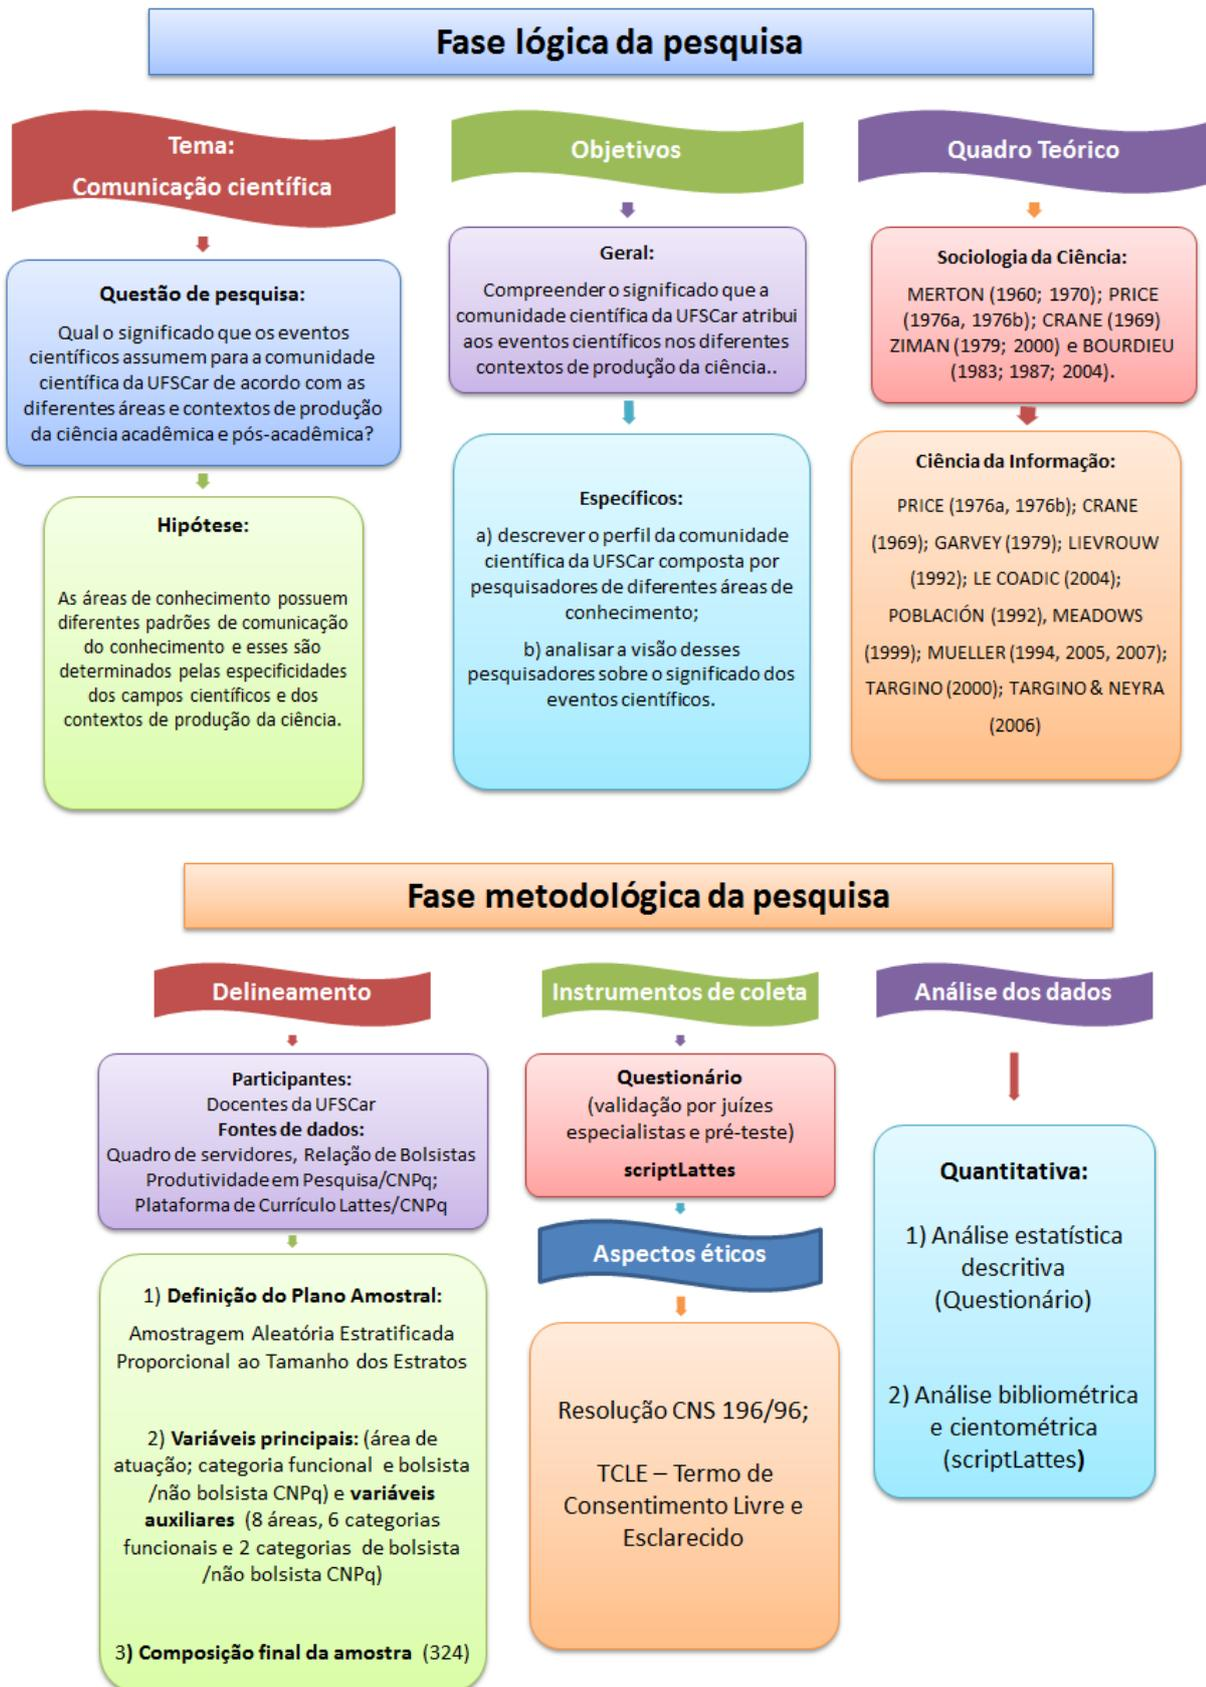 Fase lógica da pesquisa
Tema:
Comunicação científica
Questão de pesquisa:
Qual o significado que os eventos
científicos assumem para a comunidade
científica da UFSCar de acordo com as
diferentes áreas e contextos de produção
da ciência acadêmica e pós-acadêmica?
Hipótese:
As áreas de conhecimento possuem
diferentes padrões de comunicação
do conhecimento e esses são
determinados pelas especificidades
dos campos científicos e dos
contextos de produção da ciência.
Objetivos
Geral:
Compreender o significado que a
comunidade científica da UFSCar atribui
aos eventos científicos nos diferentes
contextos de produção da ciência..
Específicos:
a) descrever o perfil da comunidade
científica da UFSCar composta por
pesquisadores de diferentes áreas de
conhecimento;
b) analisar a visão desses
pesquisadores sobre o significado dos
eventos científicos.
Quadro Teórico
Sociologia da Ciência:
MERTON (1960; 1970); PRICE
(1976a, 1976b); CRANE (1969)
ZIMAN (1979; 2000) e BOURDIEU
(1983; 1987; 2004).
Ciência da Informação:
PRICE (1976a, 1976b); CRANE
(1969); GARVEY (1979); LIEVROUW
(1992); LE COADIC (2004);
POBLACIÓN (1992), MEADOWS
(1999); MUELLER (1994, 2005, 2007);
TARGINO (2000); TARGINO & NEYRA
(2006)
Fase metodológica da pesquisa
Delineamento
Participantes:
Docentes da UFSCar
Fontes de dados:
Quadro de servidores, Relação de Bolsistas
Produtividade em Pesquisa/CNPq;
Plataforma de Currículo Lattes/CNPq
1) Definição do Plano Amostral:
Amostragem Aleatória Estratificada
Proporcional ao Tamanho dos Estratos
2) Variáveis principais: (área de
atuação; categoria funcional e bolsista
/não bolsista CNPq) e variáveis
auxiliares (8 áreas, 6 categorias
funcionais e 2 categorias de bolsista
/não bolsista CNPq)
3) Composição final da amostra (324)
Instrumentos de coleta
Questionário
(validação por juízes
especialistas e pré-teste)
scriptLattes
Aspectos éticos
Resolução CNS 196/96;
TCLE – Termo de
Consentimento Livre e
Esclarecido
Análise dos dados
Quantitativa:
1) Análise estatística
descritiva
(Questionário)
2) Análise bibliométrica
e cientométrica
(scriptLattes)